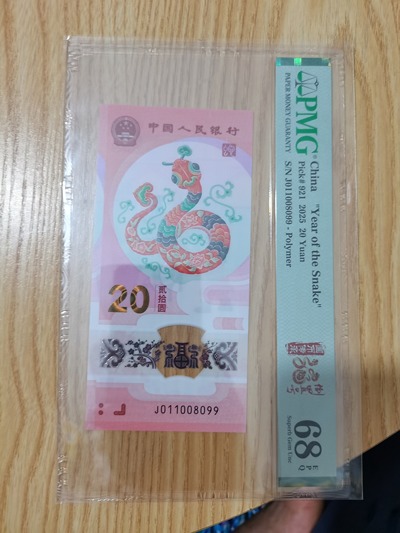 中国人民银行
20
贰拾圆
福
J011008099
PMG
PAPER MONEY GUARANTY
China "Year of the Snake"
Pick# 921 2025 20 Yuan
S/N J011008099 - Polymer
68
E
P
Q
Superb Gem Unc